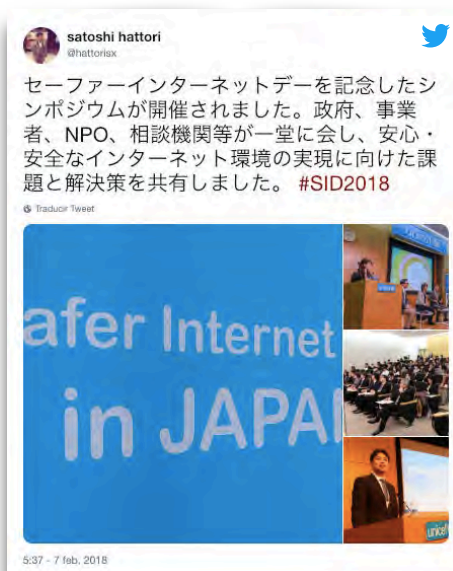 satoshi hattori
@hattorisx
セーファーインターネットデーを記念したシ
ンポジウムが開催されました。政府、事業
者、NPO、相談機関等が一堂に会し、安心・
安全なインターネット環境の実現に向けた課
題と解決策を共有しました。 #SID2018
Traducir Tweet
afer Internet
in JAPA
unicef
5:37 - 7 feb. 2018